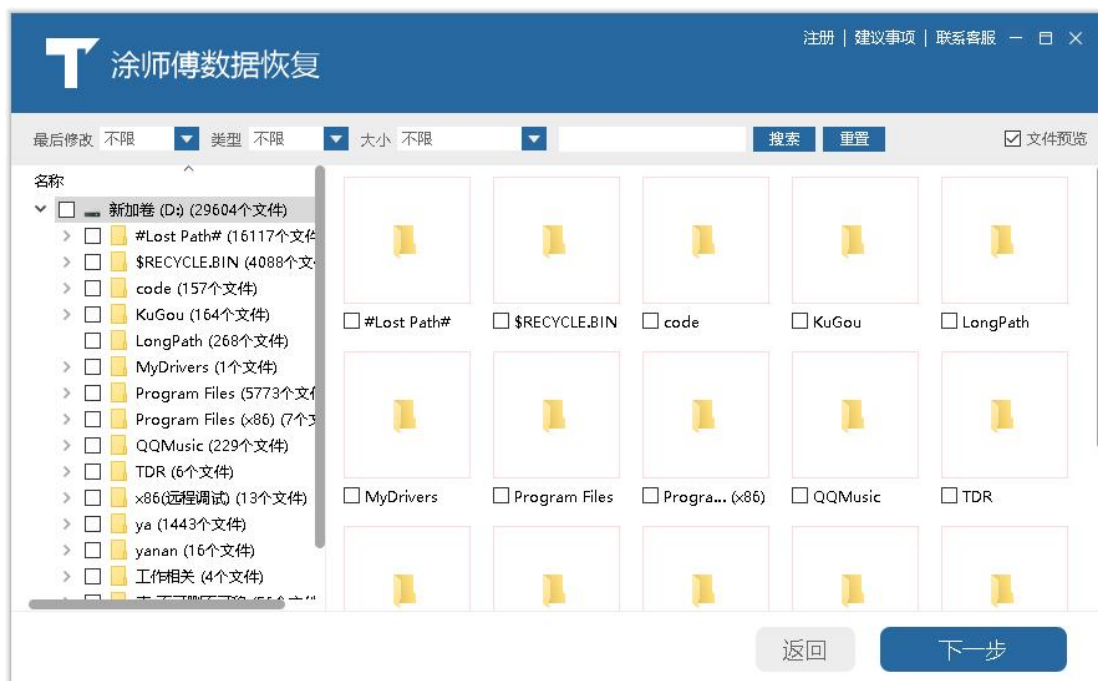 注册 | 建议事项 | 联系客服
T 涂师傅数据恢复
最后修改 不限 类型 不限 大小 不限 搜索 重置 文件预览
名称
新加卷 (D:) (29604个文件)
#Lost Path# (16117个文件
$RECYCLE.BIN (4088个文
code (157个文件)
KuGou (164个文件)
LongPath (268个文件)
MyDrivers (1个文件)
Program Files (5773个文
Program Files (x86) (7个文
QQMusic (229个文件)
TDR (6个文件)
x86(远程调试) (13个文件)
ya (1443个文件)
yanan (16个文件)
工作相关 (4个文件)
#Lost Path# $RECYCLE.BIN code KuGou LongPath
MyDrivers Program Files Progra... (x86) QQMusic TDR
返回 下一步